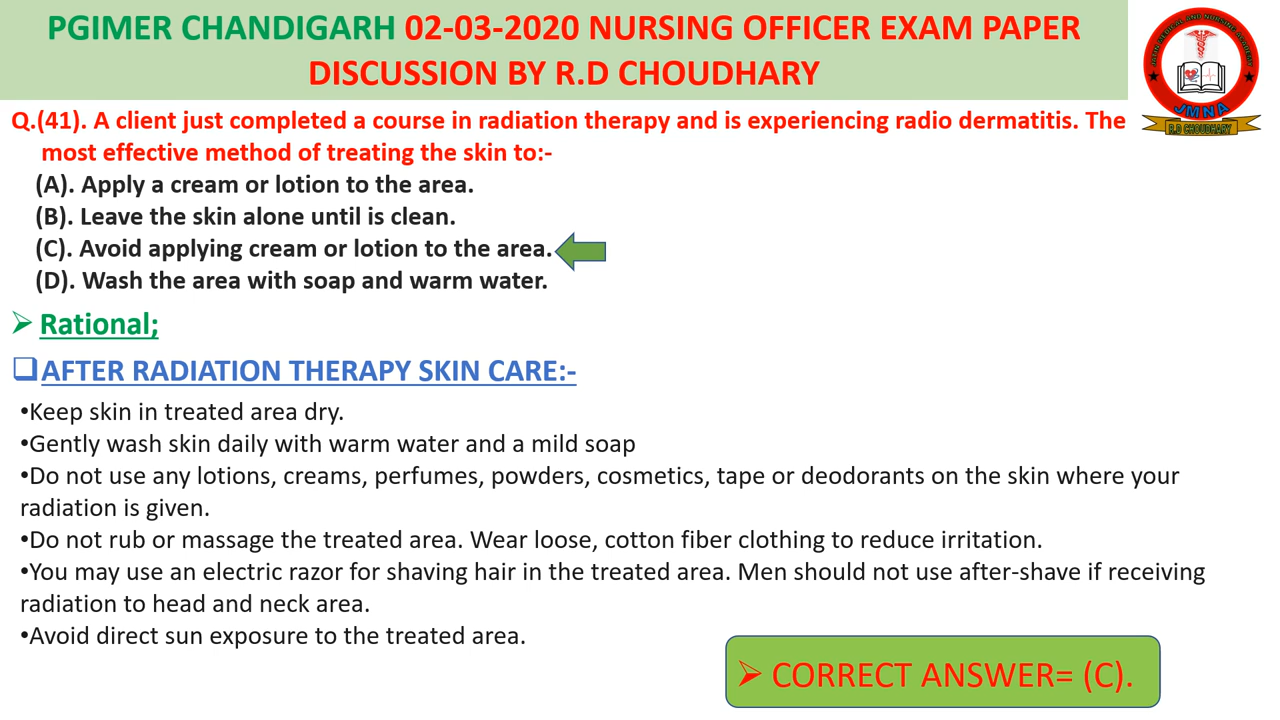 PGIMER CHANDIGARH 02-03-2020 NURSING OFFICER EXAM PAPER
DISCUSSION BY R.D CHOUDHARY
JMNA
R.D CHOUDHARY
Q.(41). A client just completed a course in radiation therapy and is experiencing radio dermatitis. The
most effective method of treating the skin to:-
(A). Apply a cream or lotion to the area.
(B). Leave the skin alone until is clean.
(C). Avoid applying cream or lotion to the area.
(D). Wash the area with soap and warm water.
Rational;
AFTER RADIATION THERAPY SKIN CARE:-
•Keep skin in treated area dry.
•Gently wash skin daily with warm water and a mild soap
•Do not use any lotions, creams, perfumes, powders, cosmetics, tape or deodorants on the skin where your
radiation is given.
•Do not rub or massage the treated area. Wear loose, cotton fiber clothing to reduce irritation.
•You may use an electric razor for shaving hair in the treated area. Men should not use after-shave if receiving
radiation to head and neck area.
•Avoid direct sun exposure to the treated area.
CORRECT ANSWER= (C).